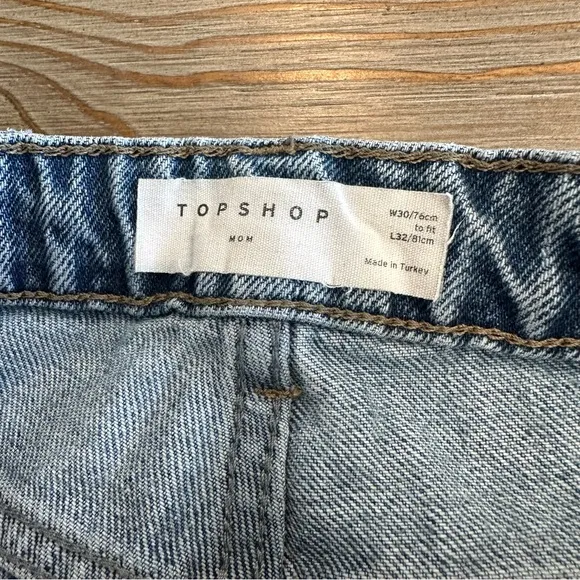 TOPSHOP
MOM
W30/76cm
to fit
L32/81cm
Made in Turkey